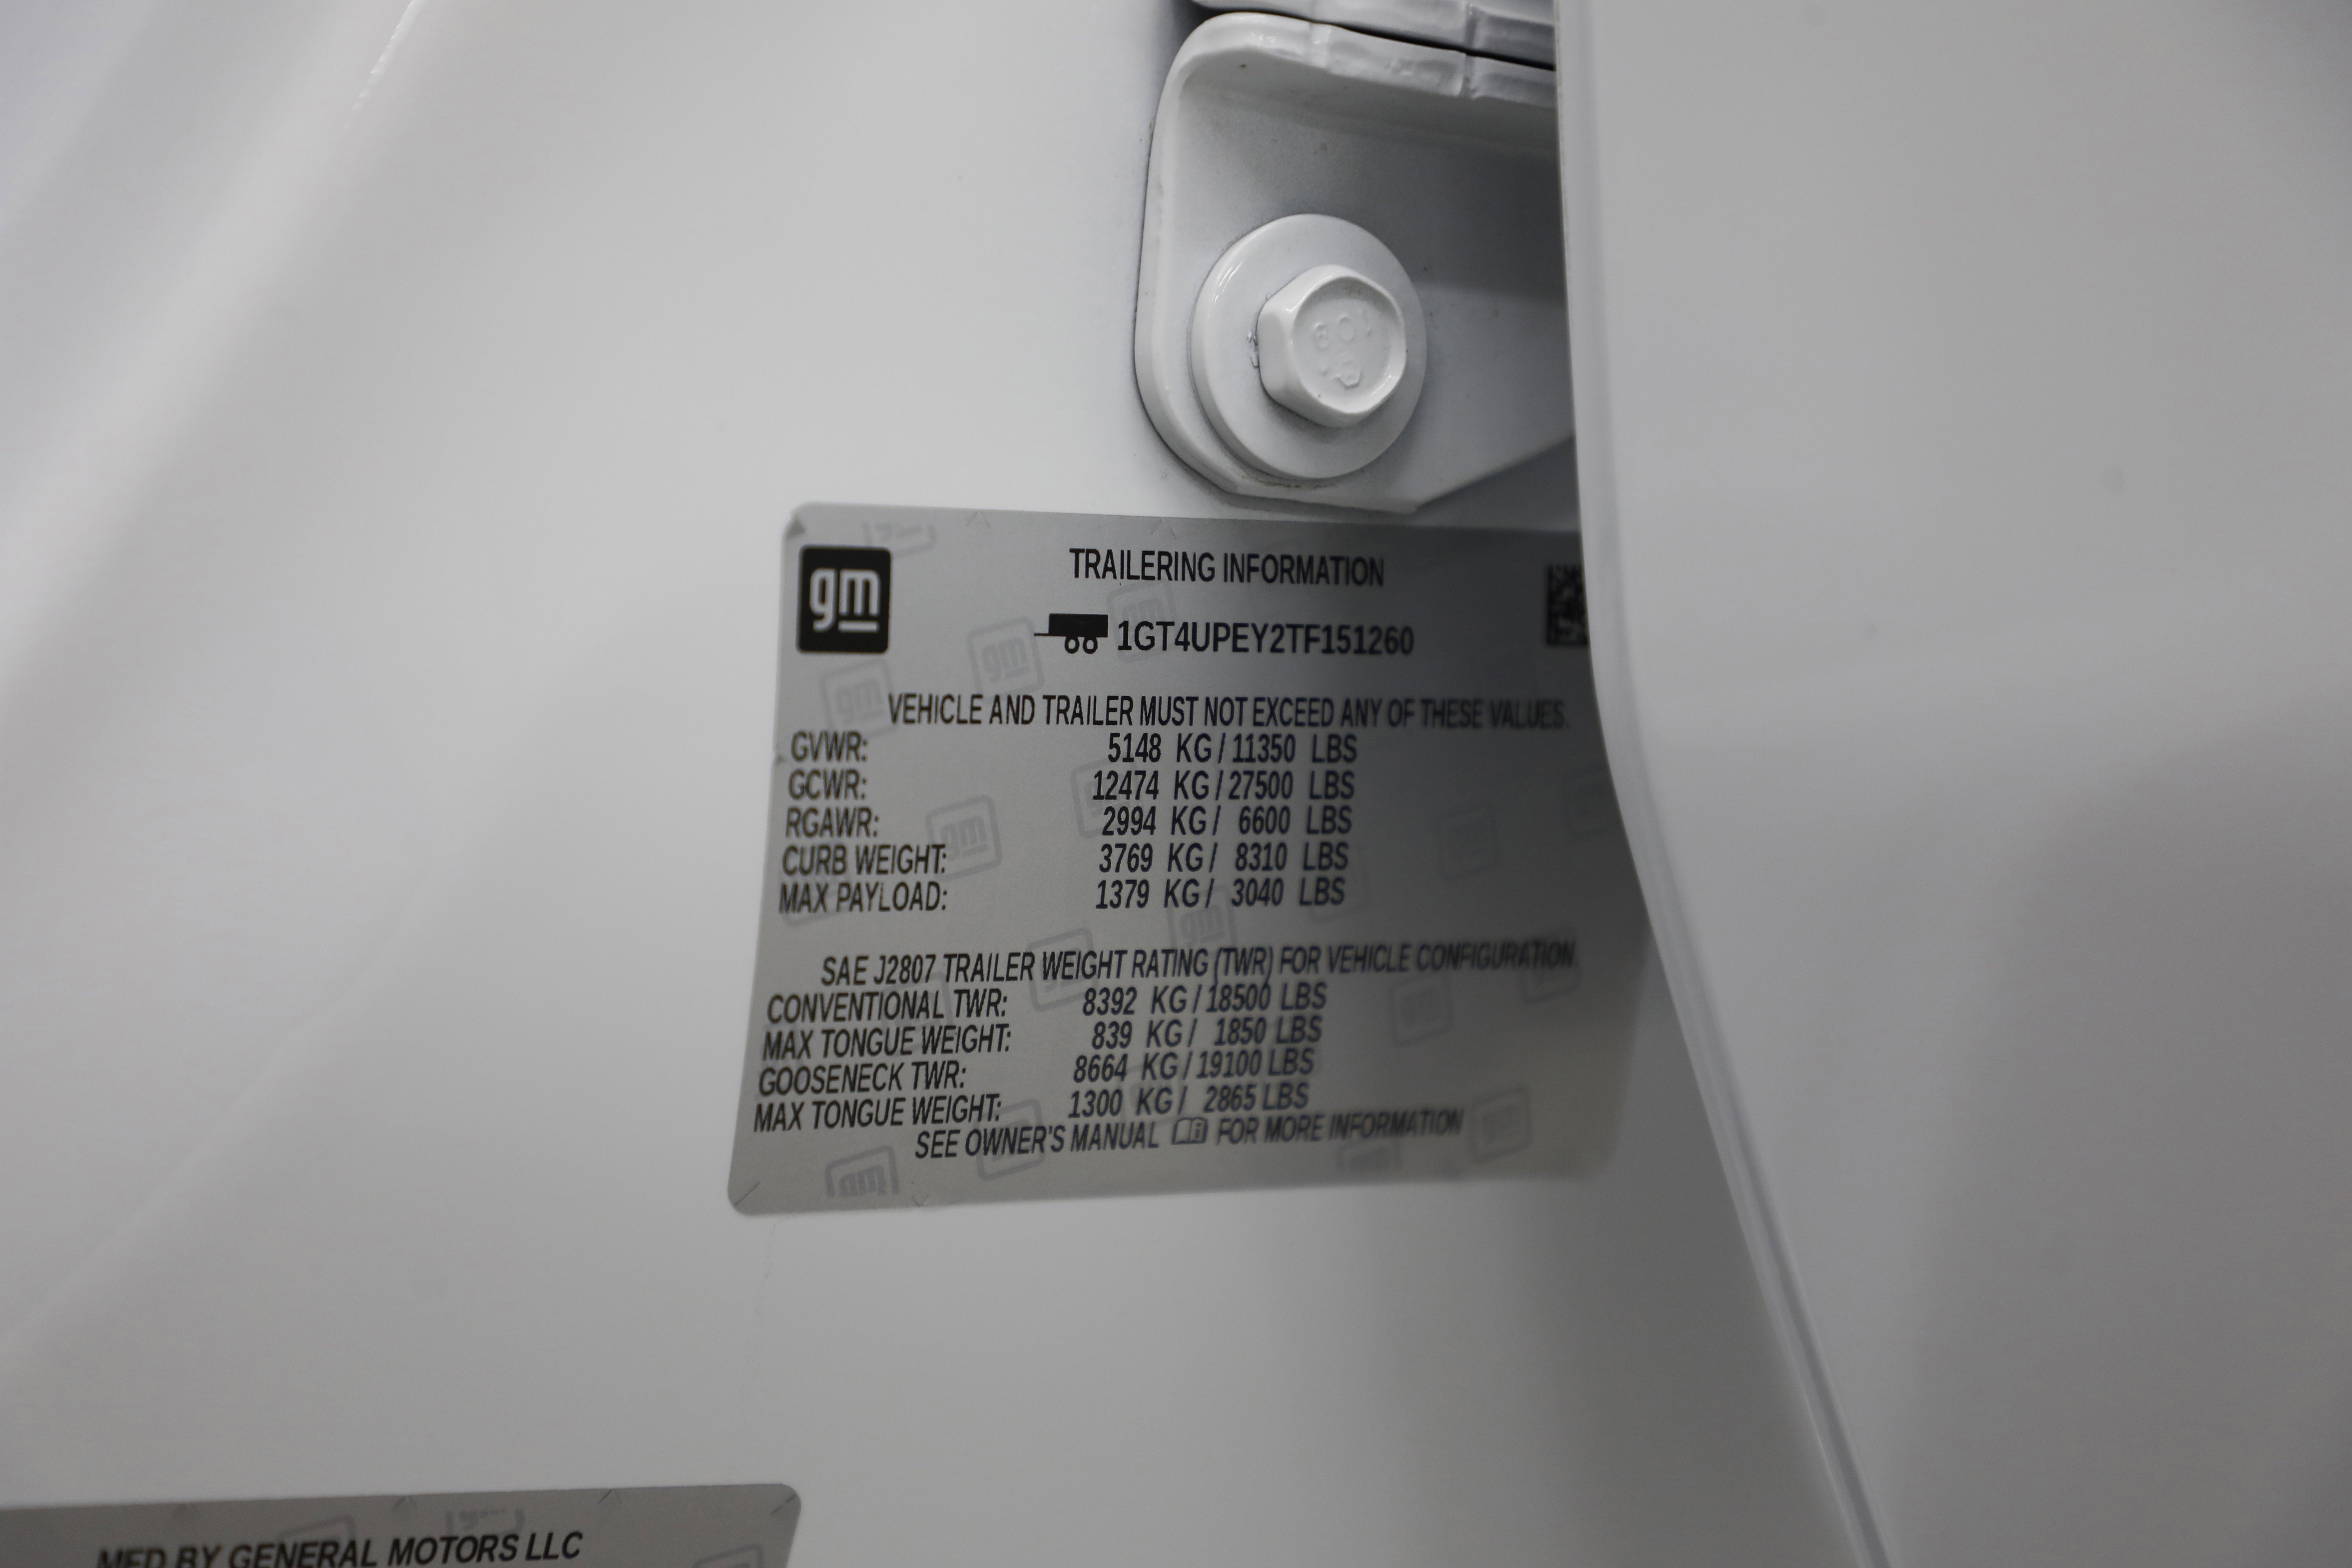 gm
TRAILERING INFORMATION
1GT4UPEY2TF151260
VEHICLE AND TRAILER MUST NOT EXCEED ANY OF THESE VALUES.
GVWR: 5148 KG / 11350 LBS
GCWR: 12474 KG / 27500 LBS
RGAWR: 2994 KG / 6600 LBS
CURB WEIGHT: 3769 KG / 8310 LBS
MAX PAYLOAD: 1379 KG / 3040 LBS
SAE J2807 TRAILER WEIGHT RATING (TWR) FOR VEHICLE CONFIGURATION.
CONVENTIONAL TWR: 8392 KG / 18500 LBS
MAX TONGUE WEIGHT: 839 KG / 1850 LBS
GOOSENECK TWR: 8664 KG / 19100 LBS
MAX TONGUE WEIGHT: 1300 KG / 2865 LBS
SEE OWNER'S MANUAL FOR MORE INFORMATION
MFD BY GENERAL MOTORS LLC